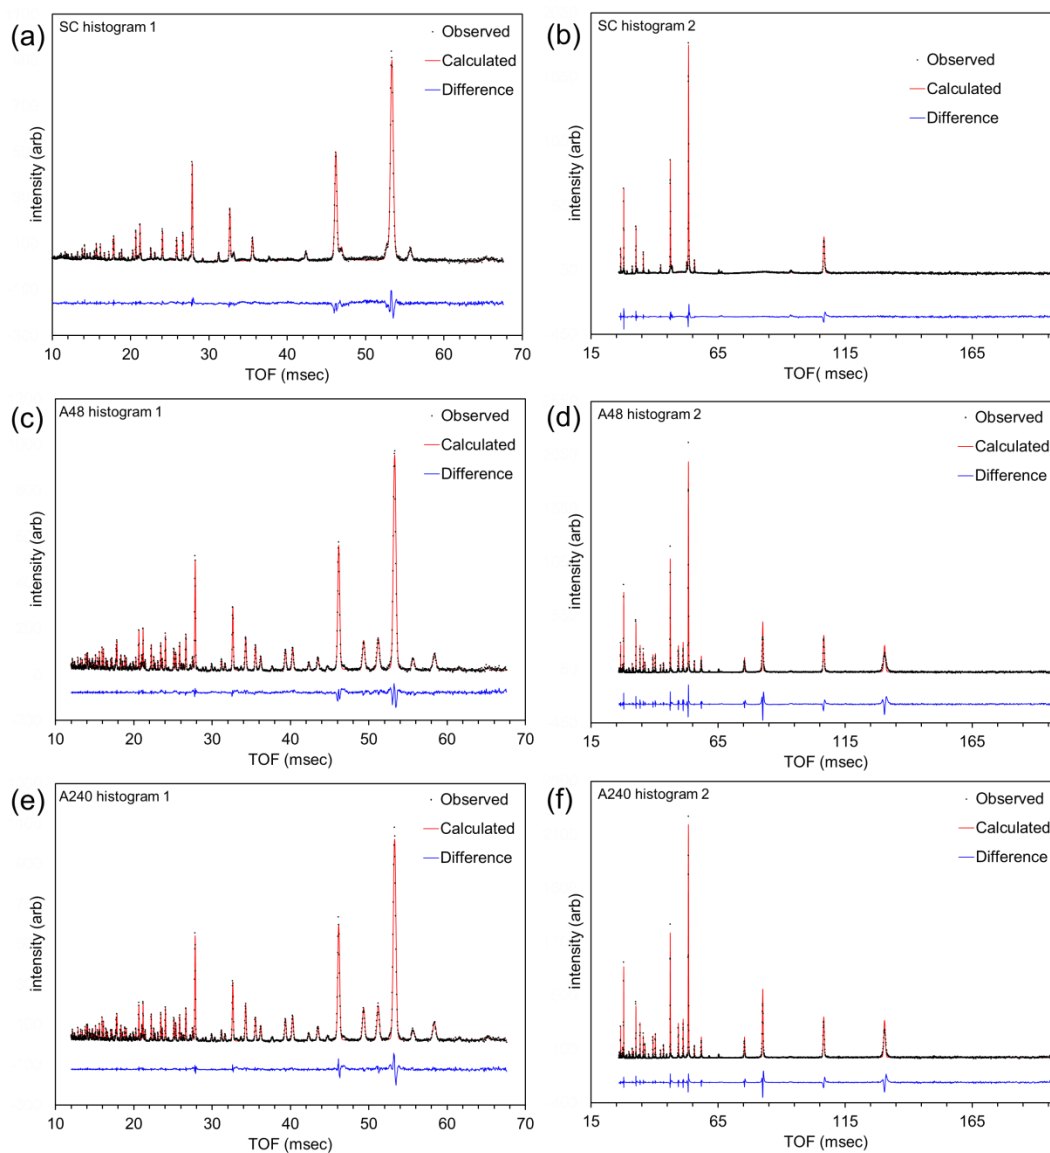 (a)
SC histogram 1
Observed
Calculated
Difference
intensity (arb)
10 20 30 40 50 60 70
TOF (msec)
(b)
SC histogram 2
Observed
Calculated
Difference
intensity (arb)
15 65 115 165
TOF( msec)
(c)
A48 histogram 1
Observed
Calculated
Difference
intensity (arb)
10 20 30 40 50 60 70
TOF (msec)
(d)
A48 histogram 2
Observed
Calculated
Difference
intensity (arb)
15 65 115 165
TOF (msec)
(e)
A240 histogram 1
Observed
Calculated
Difference
intensity (arb)
10 20 30 40 50 60 70
TOF (msec)
(f)
A240 histogram 2
Observed
Calculated
Difference
intensity (arb)
15 65 115 165
TOF (msec)